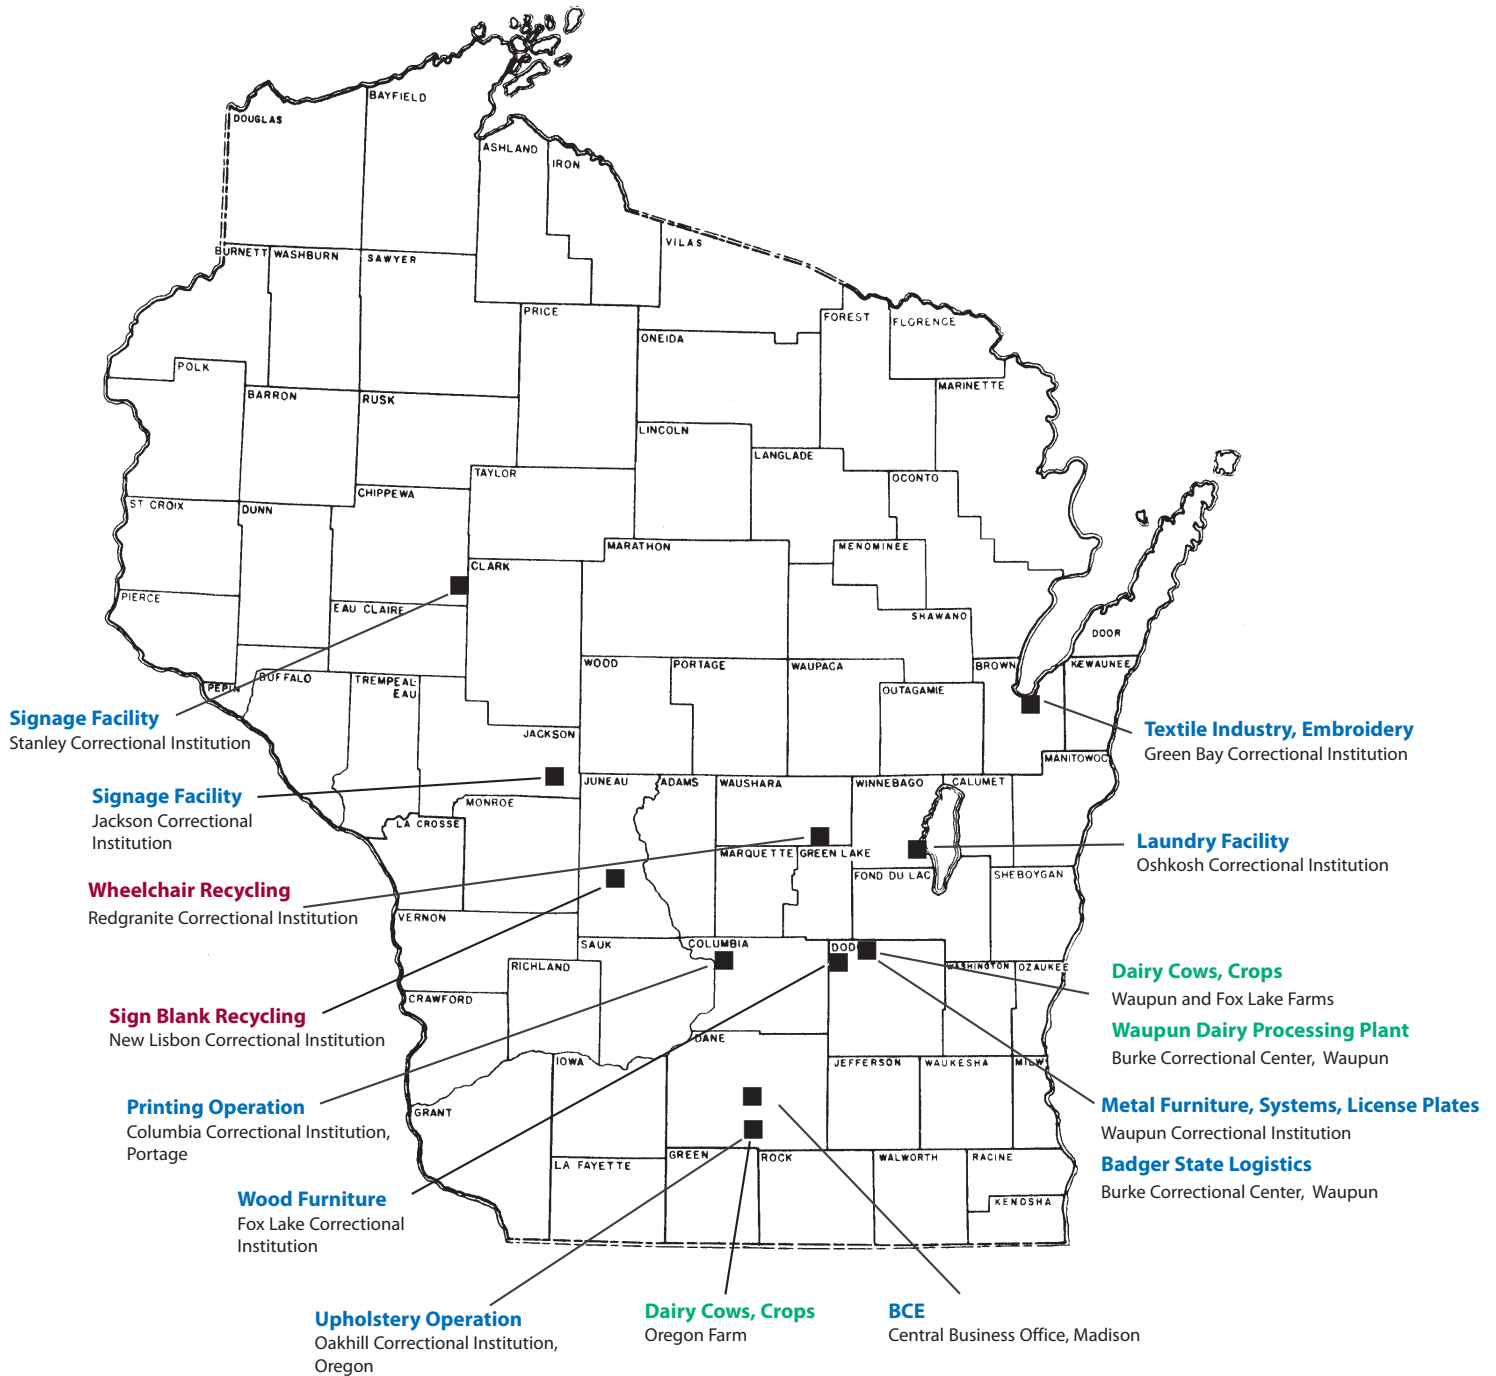 BAYFIELD
DOUGLAS
ASHLAND
IRON
VILAS
BURNETT
WASHBURN
SAWYER
PRICE
FOREST
FLORENCE
ONEIDA
POLK
MARINETTE
BARRON
RUSK
LINCOLN
LANGLADE
TAYLOR
OCONTO
CHIPPEWA
ST CROIX
DUNN
MARATHON
MENOMINEE
CLARK
PIERCE
EAU CLAIRE
SHAWANO
DOOR
WOOD
PORTAGE
WAUPACA
BROWN
KEWAUNEE
BUFFALO
TREMPEAL-
EAU
PEPIN
OUTAGAMIE
Signage Facility
Stanley Correctional Institution
JACKSON
Textile Industry, Embroidery
Green Bay Correctional Institution
MANITOWOC
JUNEAU
ADAMS
WAUSHARA
WINNEBAGO
CALUMET
Signage Facility
Jackson Correctional
Institution
MONROE
LA CROSSE
MARQUETTE
GREEN LAKE
Laundry Facility
Oshkosh Correctional Institution
FOND DU LAC
SHEBOYGAN
Wheelchair Recycling
Redgranite Correctional Institution
VERNON
SAUK
COLUMBIA
DOD
RICHLAND
WASHINGTON
OZAUKEE
Dairy Cows, Crops
Waupun and Fox Lake Farms
CRAWFORD
Sign Blank Recycling
New Lisbon Correctional Institution
Waupun Dairy Processing Plant
Burke Correctional Center, Waupun
DANE
IOWA
JEFFERSON
WAUKESHA
MILW
Printing Operation
Columbia Correctional Institution,
Portage
GRANT
Metal Furniture, Systems, License Plates
Waupun Correctional Institution
LA FAYETTE
GREEN
ROCK
WALWORTH
RACINE
Badger State Logistics
Burke Correctional Center, Waupun
KENOSHA
Wood Furniture
Fox Lake Correctional
Institution
Upholstery Operation
Oakhill Correctional Institution,
Oregon
Dairy Cows, Crops
Oregon Farm
BCE
Central Business Office, Madison